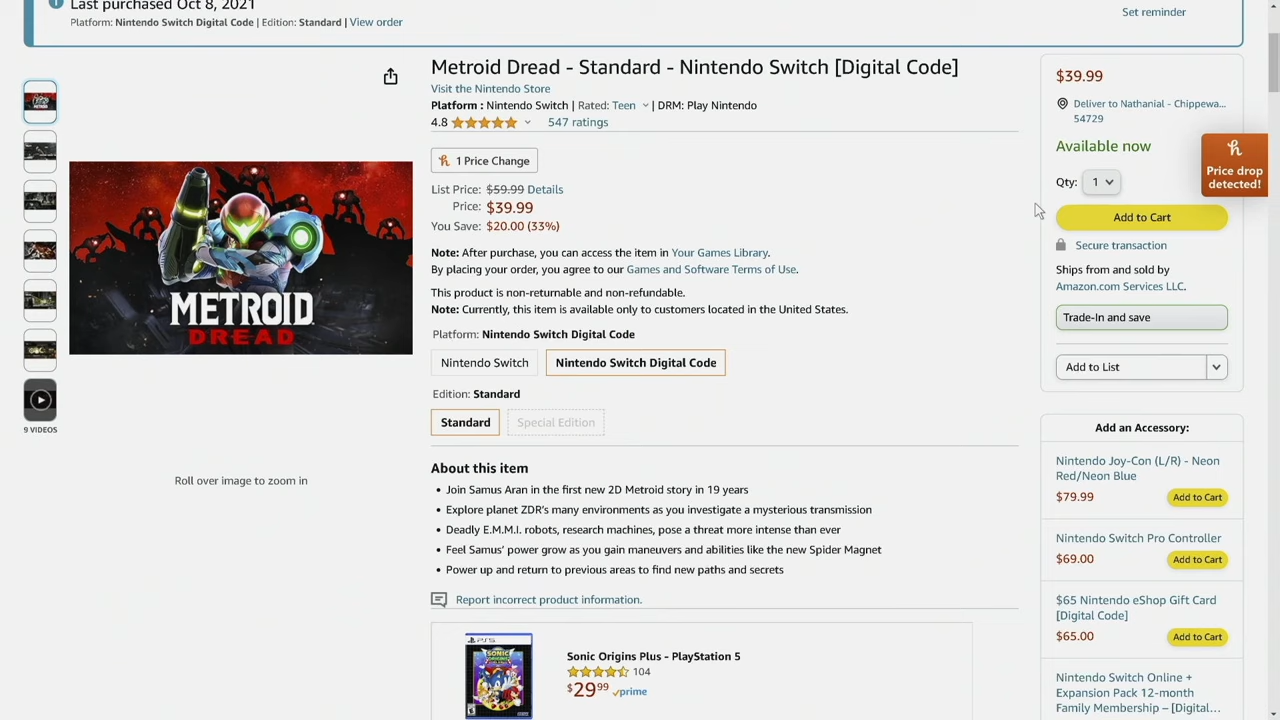 Last purchased Oct 8, 2021
Platform: Nintendo Switch Digital Code | Edition: Standard | View order
Set reminder
Metroid Dread - Standard - Nintendo Switch [Digital Code]
Visit the Nintendo Store
Platform : Nintendo Switch | Rated: Teen | DRM: Play Nintendo
4.8 547 ratings
1 Price Change
List Price: $59.99 Details
Price: $39.99
You Save: $20.00 (33%)
Note: After purchase, you can access the item in Your Games Library.
By placing your order, you agree to our Games and Software Terms of Use.
This product is non-returnable and non-refundable.
Note: Currently, this item is available only to customers located in the United States.
Platform: Nintendo Switch Digital Code
Nintendo Switch
Nintendo Switch Digital Code
Edition: Standard
Standard
Special Edition
METROID
DREAD
9 VIDEOS
Roll over image to zoom in
About this item
• Join Samus Aran in the first new 2D Metroid story in 19 years
• Explore planet ZDR's many environments as you investigate a mysterious transmission
• Deadly E.M.M.I. robots, research machines, pose a threat more intense than ever
• Feel Samus' power grow as you gain maneuvers and abilities like the new Spider Magnet
• Power up and return to previous areas to find new paths and secrets
Report incorrect product information.
PS5
SONIC
ORIGINS
Sonic Origins Plus - PlayStation 5
104
$29.99 prime
$39.99
Deliver to Nathanial - Chippewa...
54729
Available now
Qty: 1
Add to Cart
Secure transaction
Ships from and sold by
Amazon.com Services LLC.
Trade-In and save
Add to List
Price drop
detected!
Add an Accessory:
Nintendo Joy-Con (L/R) - Neon
Red/Neon Blue
$79.99 Add to Cart
Nintendo Switch Pro Controller
$69.00 Add to Cart
$65 Nintendo eShop Gift Card
[Digital Code]
$65.00 Add to Cart
Nintendo Switch Online +
Expansion Pack 12-month
Family Membership – [Digital...